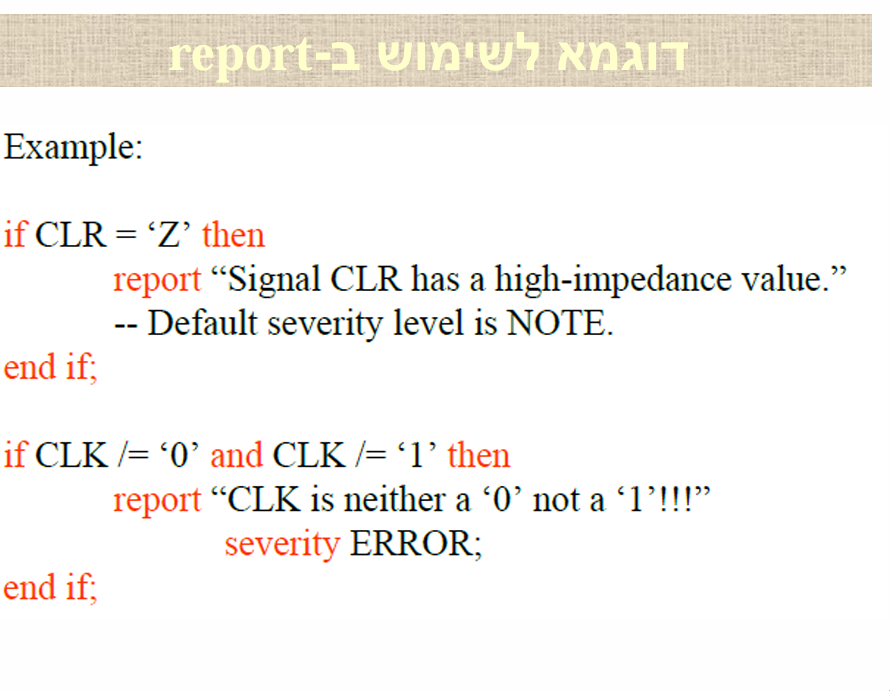 דוגמא לשימוש ב-report
Example:
if CLR = ‘Z’ then
report “Signal CLR has a high-impedance value.”
-- Default severity level is NOTE.
end if;
if CLK /= ‘0’ and CLK /= ‘1’ then
report “CLK is neither a ‘0’ not a ‘1’!!!”
severity ERROR;
end if;